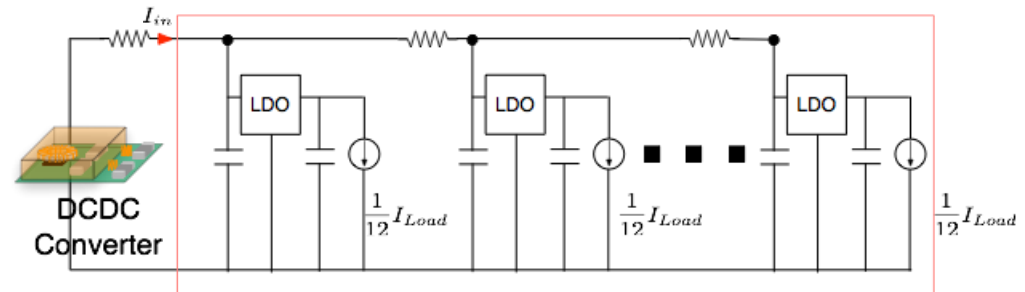 I_in
LDO
LDO
LDO
DCDC
Converter
1/12 I_Load
1/12 I_Load
1/12 I_Load